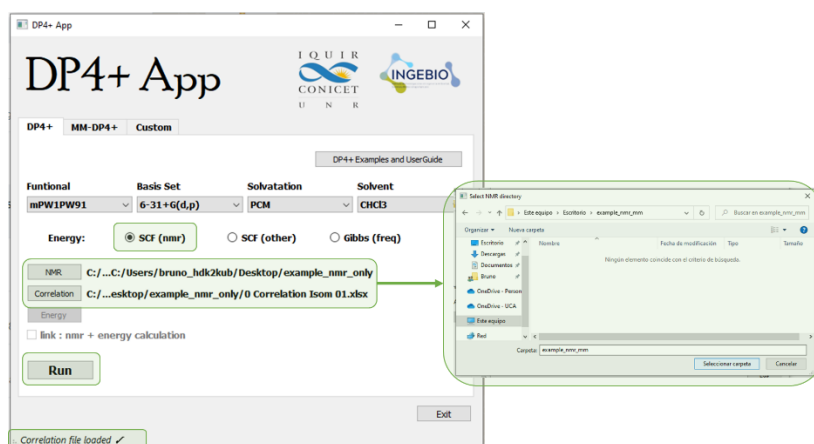 DP4+ App
DP4+ App
IQUIR
CONICET
U N R
INGEBIO
DP4+ MM-DP4+ Custom
DP4+ Examples and UserGuide
Funtional Basis Set Solvatation Solvent
mPW1PW91 6-31+G(d,p) PCM CHCl3
Energy: SCF (nmr) SCF (other) Gibbs (freq)
NMR C:/...C:/Users/bruno_hdk2kub/Desktop/example_nmr_only
Correlation C:/...esktop/example_nmr_only/0 Correlation Isom 01.xlsx
Energy
link : nmr + energy calculation
Run
Exit
Correlation file loaded ✓
Select NMR directory
Este equipo › Escritorio › example_nmr_mm
Buscar en example_nmr_mm
Organizar Nueva carpeta
Nombre Fecha de modificación Tipo Tamaño
Escritorio
Descargas
Documentos
Bruno
OneDrive - Person
OneDrive - UCA
Este equipo
Red
Ningún elemento coincide con el criterio de búsqueda.
Carpeta: example_nmr_mm
Seleccionar carpeta Cancelar